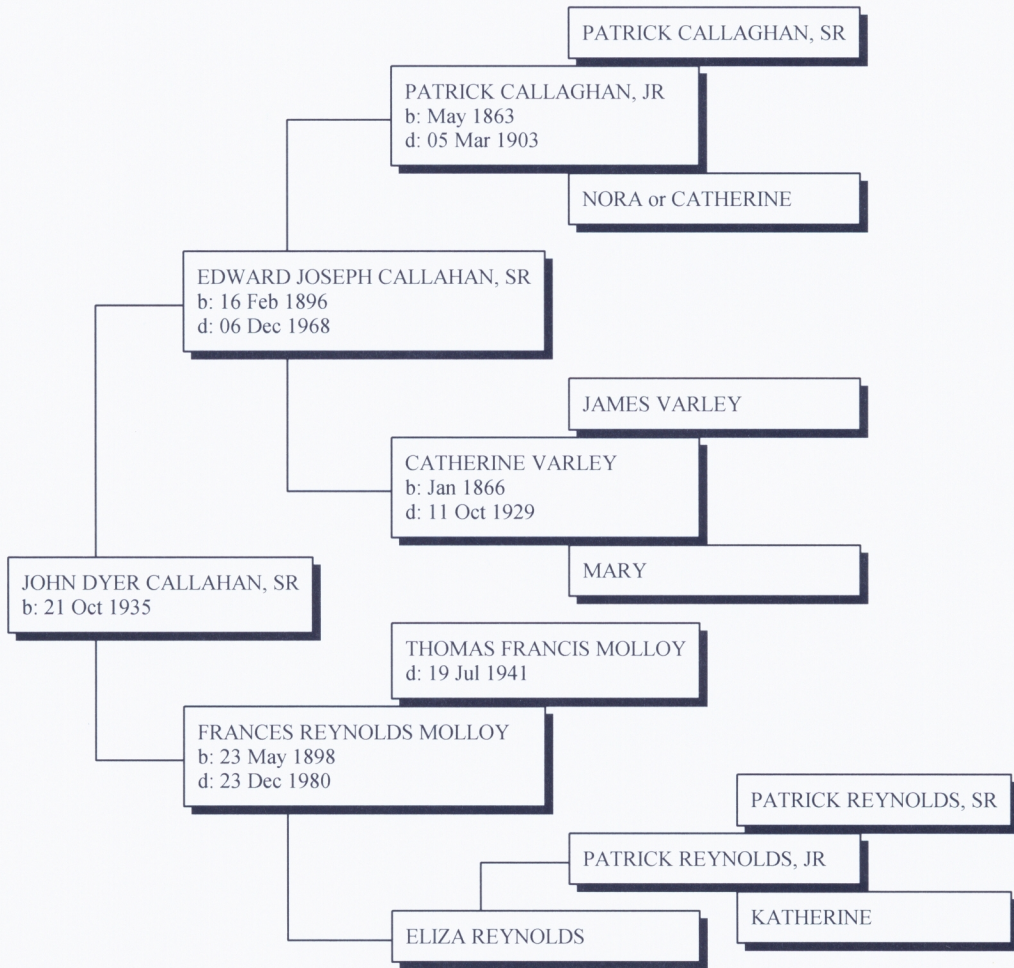 PATRICK CALLAGHAN, SR
PATRICK CALLAGHAN, JR
b: May 1863
d: 05 Mar 1903
NORA or CATHERINE
EDWARD JOSEPH CALLAHAN, SR
b: 16 Feb 1896
d: 06 Dec 1968
JAMES VARLEY
CATHERINE VARLEY
b: Jan 1866
d: 11 Oct 1929
MARY
JOHN DYER CALLAHAN, SR
b: 21 Oct 1935
THOMAS FRANCIS MOLLOY
d: 19 Jul 1941
FRANCES REYNOLDS MOLLOY
b: 23 May 1898
d: 23 Dec 1980
PATRICK REYNOLDS, SR
PATRICK REYNOLDS, JR
KATHERINE
ELIZA REYNOLDS